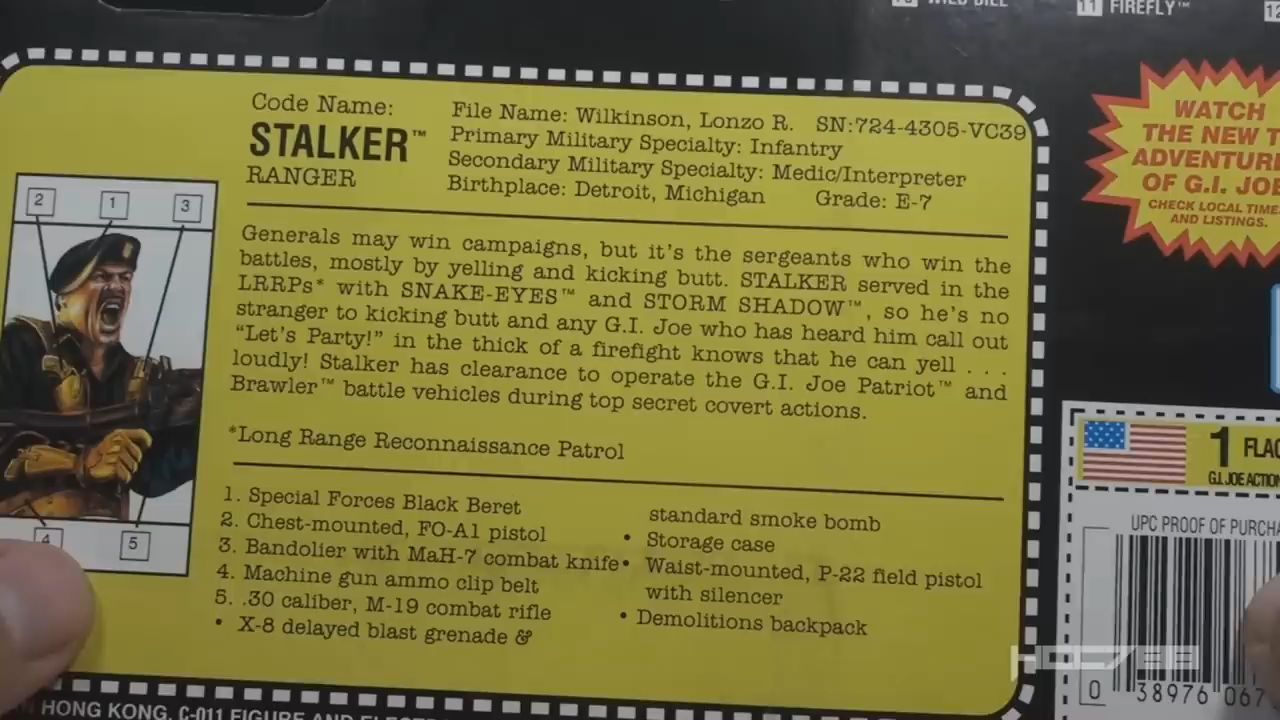 11 FIREFLY™
Code Name:
STALKER™
RANGER
File Name: Wilkinson, Lonzo R. SN:724-4305-VC39
Primary Military Specialty: Infantry
Secondary Military Specialty: Medic/Interpreter
Birthplace: Detroit, Michigan Grade: E-7
2 1 3
Generals may win campaigns, but it's the sergeants who win the
battles, mostly by yelling and kicking butt. STALKER served in the
LRRPs* with SNAKE-EYES™ and STORM SHADOW™, so he's no
stranger to kicking butt and any G.I. Joe who has heard him call out
"Let's Party!" in the thick of a firefight knows that he can yell . . .
loudly! Stalker has clearance to operate the G.I. Joe Patriot™ and
Brawler™ battle vehicles during top secret covert actions.
*Long Range Reconnaissance Patrol
4 5
1. Special Forces Black Beret
2. Chest-mounted, FO-A1 pistol
3. Bandolier with MaH-7 combat knife
4. Machine gun ammo clip belt
5. .30 caliber, M-19 combat rifle
• X-8 delayed blast grenade &
standard smoke bomb
• Storage case
• Waist-mounted, P-22 field pistol
with silencer
• Demolitions backpack
WATCH
THE NEW T
ADVENTURE
OF G.I. JOE
CHECK LOCAL TIME
AND LISTINGS.
1 FLAG
G.I. JOE ACTION
UPC PROOF OF PURCHA
0 38976 067
HCC788
HONG KONG. C-011 FIGURE AND